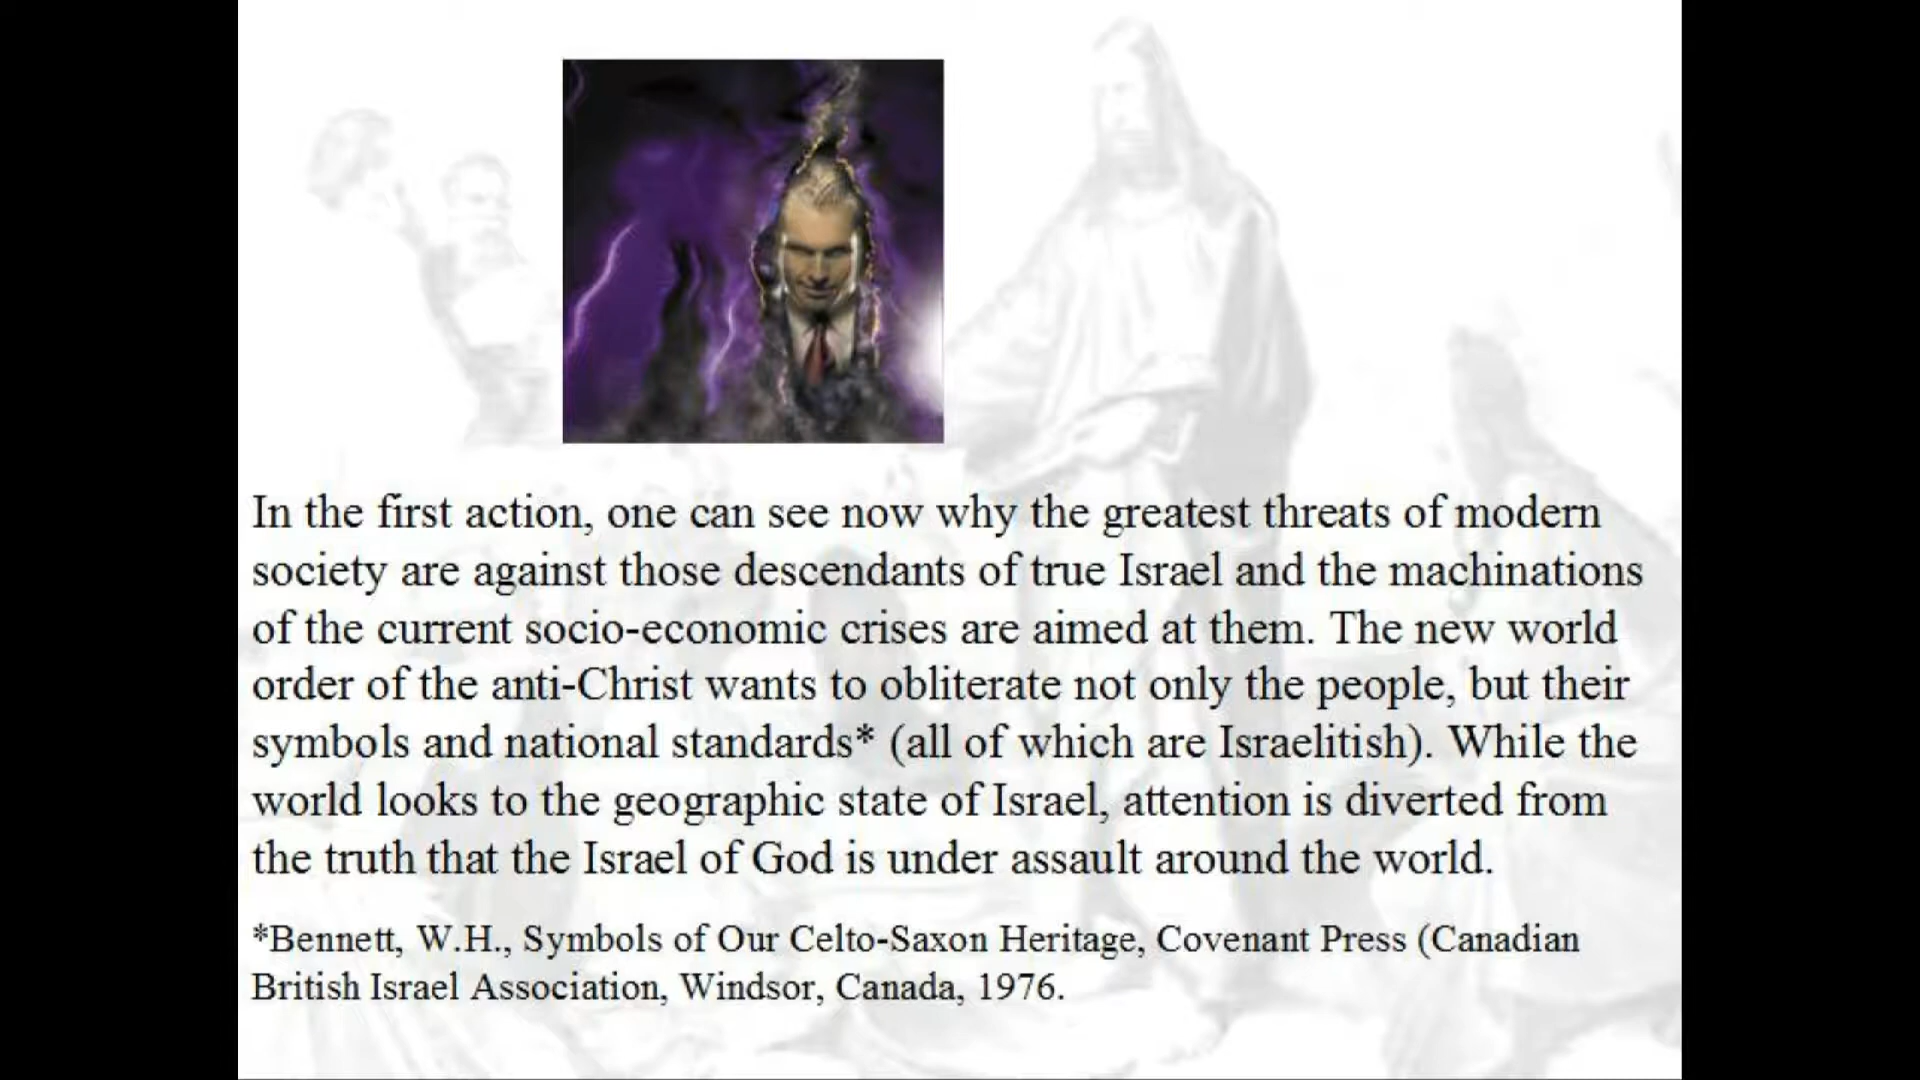 In the first action, one can see now why the greatest threats of modern
society are against those descendants of true Israel and the machinations
of the current socio-economic crises are aimed at them. The new world
order of the anti-Christ wants to obliterate not only the people, but their
symbols and national standards* (all of which are Israelitish). While the
world looks to the geographic state of Israel, attention is diverted from
the truth that the Israel of God is under assault around the world.
*Bennett, W.H., Symbols of Our Celto-Saxon Heritage, Covenant Press (Canadian
British Israel Association, Windsor, Canada, 1976.